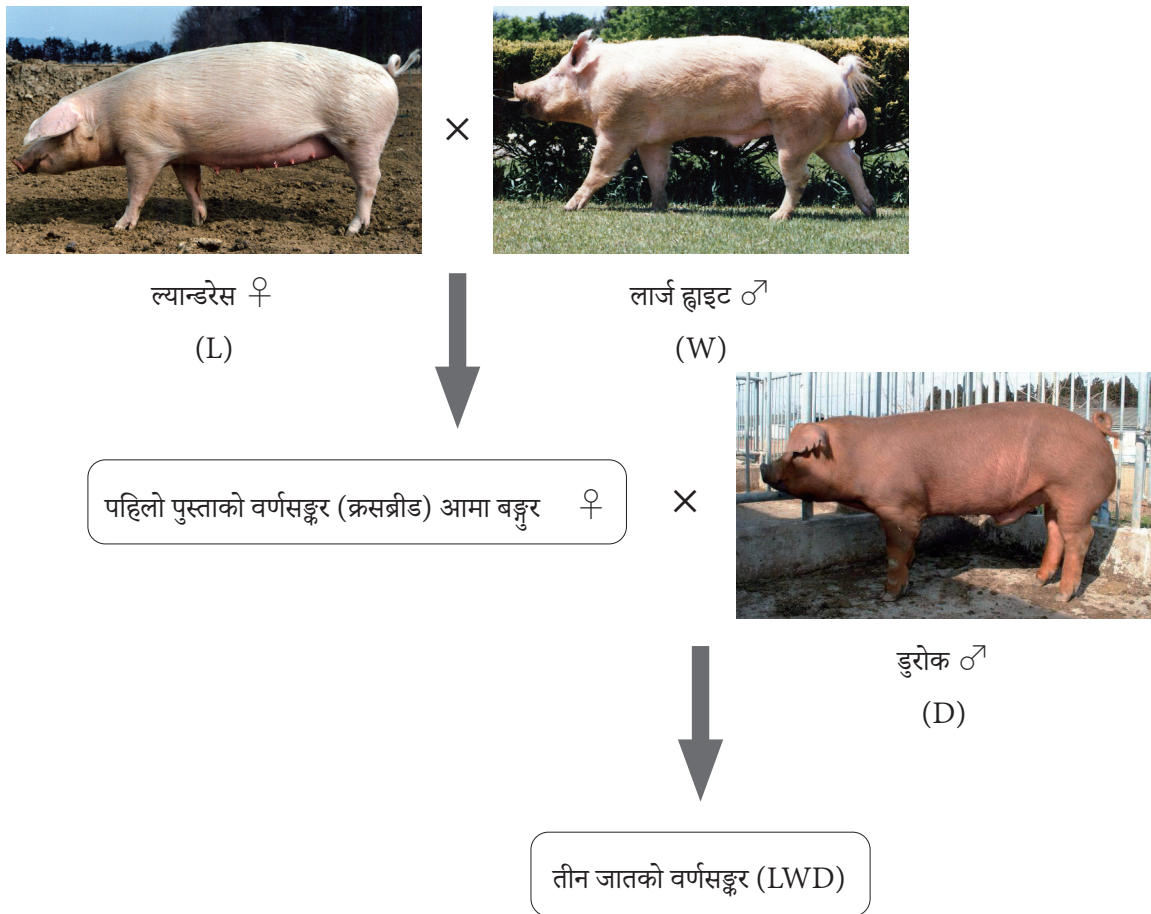 ×
ल्यान्डरेस ♀
(L)
लार्ज ह्वाइट ♂
(W)
पहिलो पुस्ताको वर्णसङ्कर (क्रसब्रीड) आमा बङ्गुर ♀
×
डुरोक ♂
(D)
तीन जातको वर्णसङ्कर (LWD)